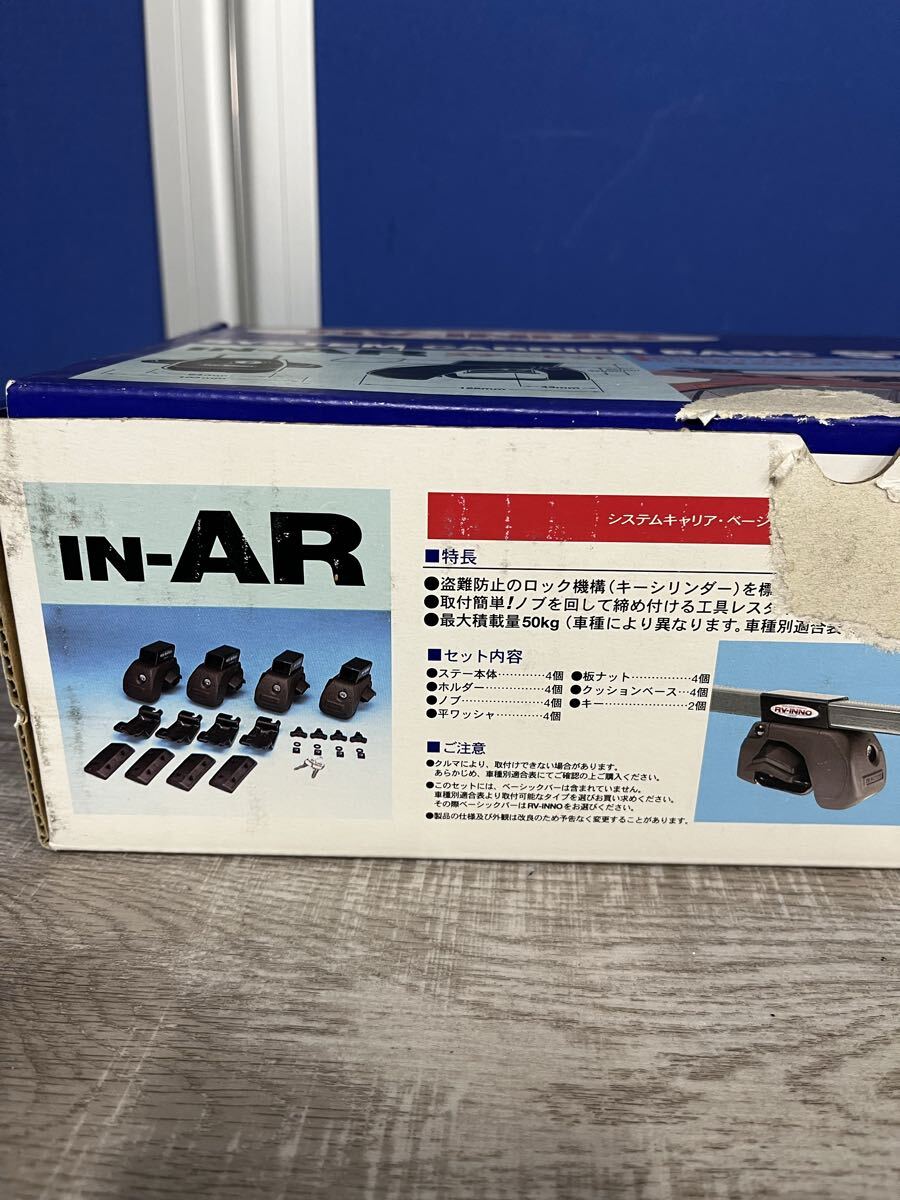 IN-AR
システムキャリア・ベーシ
■特長
●盗難防止のロック機構(キーシリンダー)を標
●取付簡単!ノブを回して締め付ける工具レスタ
●最大積載量50kg(車種により異なります。車種別適合表
■セット内容
●ステー本体…………4個
●ホルダー……………4個
●ノブ…………………4個
●平ワッシャ…………4個
●板ナット……………4個
●クッションベース…4個
●キー…………………2個
■ご注意
●クルマにより、取付けできない場合があります。
あらかじめ、車種別適合表にてご確認の上ご購入ください。
●このセットには、ベーシックバーは含まれていません。
車種別適合表より取付可能なタイプを選びお買い求めください。
その際ベーシックバーはRV-INNOをお選びください。
●製品の仕様及び外観は改良のため予告なく変更することがあります。
RV-INNO